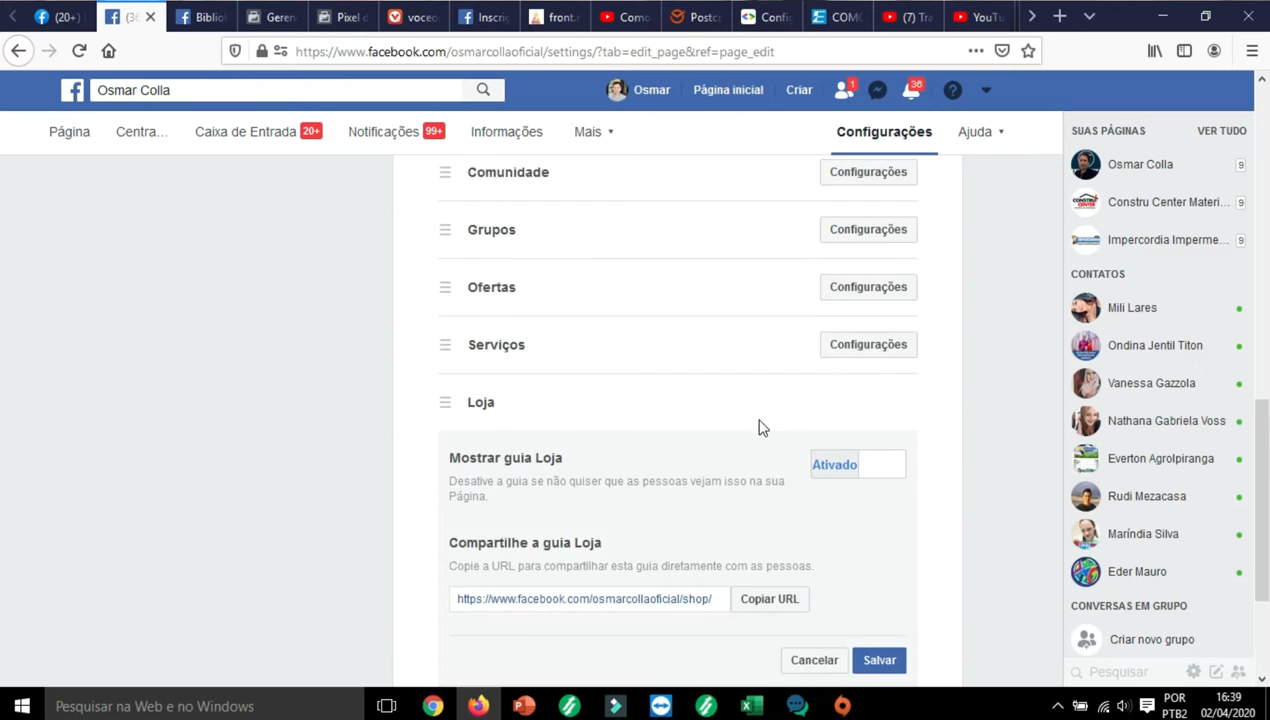 (20+)
(36
Bibliot
Gerenc
Pixel d
voceo
Inscriç
front.n
Como
Postcr
Config
COMO
(7) Tra
YouTu
https://www.facebook.com/osmarcollaoficial/settings/?tab=edit_page&ref=page_edit
Osmar Colla
Osmar
Página inicial
Criar
1
36
Página
Centra...
Caixa de Entrada 20+
Notificações 99+
Informações
Mais
Configurações
Ajuda
Comunidade
Configurações
Grupos
Configurações
Ofertas
Configurações
Serviços
Configurações
Loja
Mostrar guia Loja
Ativado
Desative a guia se não quiser que as pessoas vejam isso na sua
Página.
Compartilhe a guia Loja
Copie a URL para compartilhar esta guia diretamente com as pessoas.
https://www.facebook.com/osmarcollaoficial/shop/
Copiar URL
Cancelar
Salvar
SUAS PÁGINAS
VER TUDO
Osmar Colla
9
Constru Center Materi...
9
Impercordia Imperme...
9
CONTATOS
Mili Lares
Ondina Jentil Titon
Vanessa Gazzola
Nathana Gabriela Voss
Everton Agrolpiranga
Rudi Mezacasa
Maríndia Silva
Eder Mauro
CONVERSAS EM GRUPO
Criar novo grupo
Pesquisar
Pesquisar na Web e no Windows
POR
PTB2
16:39
02/04/2020